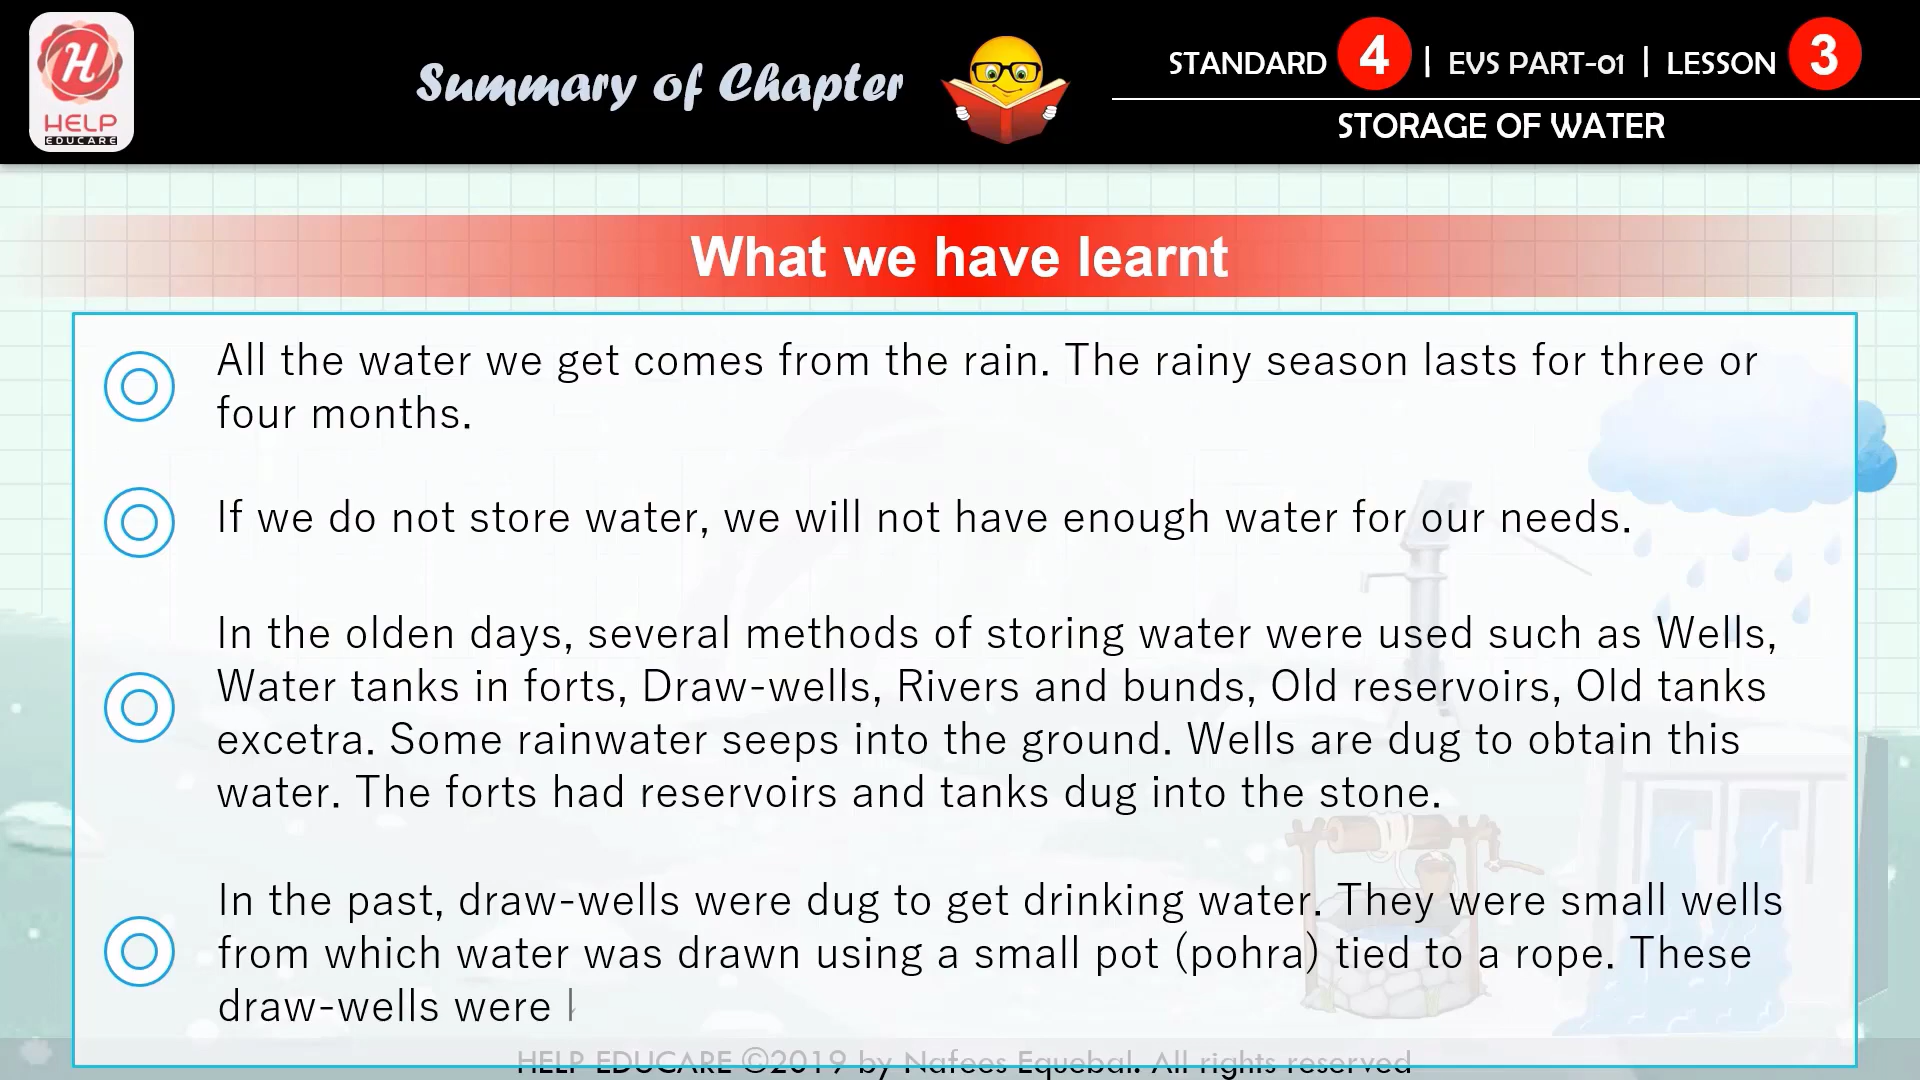 H
HELP
EDUCARE
Summary of Chapter
STANDARD 4 | EVS PART-01 | LESSON 3
STORAGE OF WATER
What we have learnt
All the water we get comes from the rain. The rainy season lasts for three or
four months.
If we do not store water, we will not have enough water for our needs.
In the olden days, several methods of storing water were used such as Wells,
Water tanks in forts, Draw-wells, Rivers and bunds, Old reservoirs, Old tanks
excetra. Some rainwater seeps into the ground. Wells are dug to obtain this
water. The forts had reservoirs and tanks dug into the stone.
In the past, draw-wells were dug to get drinking water. They were small wells
from which water was drawn using a small pot (pohra) tied to a rope. These
draw-wells were
HELP EDUCARE ©2019 by Nafees Equebal. All rights reserved